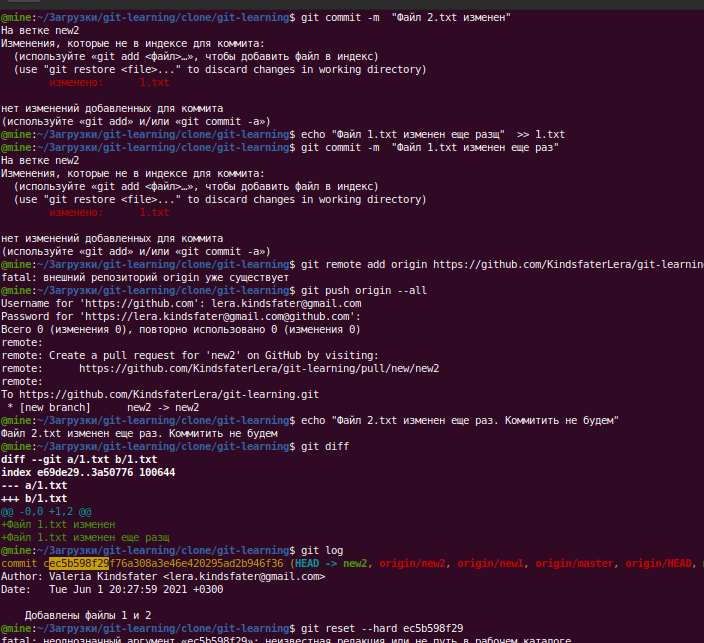 @mine:~/Загрузки/git-learning/clone/git-learning$ git commit -m  "Файл 2.txt изменен"
На ветке new2
Изменения, которые не в индексе для коммита:
  (используйте «git add <файл>…», чтобы добавить файл в индекс)
  (use "git restore <file>..." to discard changes in working directory)
        изменено:      1.txt

нет изменений добавленных для коммита
(используйте «git add» и/или «git commit -a»)
@mine:~/Загрузки/git-learning/clone/git-learning$ echo "Файл 1.txt изменен еще разщ"  >> 1.txt
@mine:~/Загрузки/git-learning/clone/git-learning$ git commit -m  "Файл 1.txt изменен еще раз"
На ветке new2
Изменения, которые не в индексе для коммита:
  (используйте «git add <файл>…», чтобы добавить файл в индекс)
  (use "git restore <file>..." to discard changes in working directory)
        изменено:      1.txt

нет изменений добавленных для коммита
(используйте «git add» и/или «git commit -a»)
@mine:~/Загрузки/git-learning/clone/git-learning$ git remote add origin https://github.com/KindsfaterLera/git-learnin
fatal: внешний репозиторий origin уже существует
@mine:~/Загрузки/git-learning/clone/git-learning$ git push origin --all
Username for 'https://github.com': lera.kindsfater@gmail.com
Password for 'https://lera.kindsfater@gmail.com@github.com':
Всего 0 (изменения 0), повторно использовано 0 (изменения 0)
remote:
remote: Create a pull request for 'new2' on GitHub by visiting:
remote:      https://github.com/KindsfaterLera/git-learning/pull/new/new2
remote:
To https://github.com/KindsfaterLera/git-learning.git
 * [new branch]      new2 -> new2
@mine:~/Загрузки/git-learning/clone/git-learning$ echo "Файл 2.txt изменен еще раз. Коммитить не будем"
Файл 2.txt изменен еще раз. Коммитить не будем
@mine:~/Загрузки/git-learning/clone/git-learning$ git diff
diff --git a/1.txt b/1.txt
index e69de29..3a50776 100644
--- a/1.txt
+++ b/1.txt
@@ -0,0 +1,2 @@
+Файл 1.txt изменен
+Файл 1.txt изменен еще разщ
@mine:~/Загрузки/git-learning/clone/git-learning$ git log
commit cec5b598f29f76a308a3e46e420295ad2b946f36 (HEAD -> new2, origin/new2, origin/new1, origin/master, origin/HEAD,
Author: Valeria Kindsfater <lera.kindsfater@gmail.com>
Date:   Tue Jun 1 20:27:59 2021 +0300

    Добавлены файлы 1 и 2
@mine:~/Загрузки/git-learning/clone/git-learning$ git reset --hard ec5b598f29
fatal: неоднозначный аргумент «ec5b598f29»: неизвестная редакция или не путь в рабочем каталоге